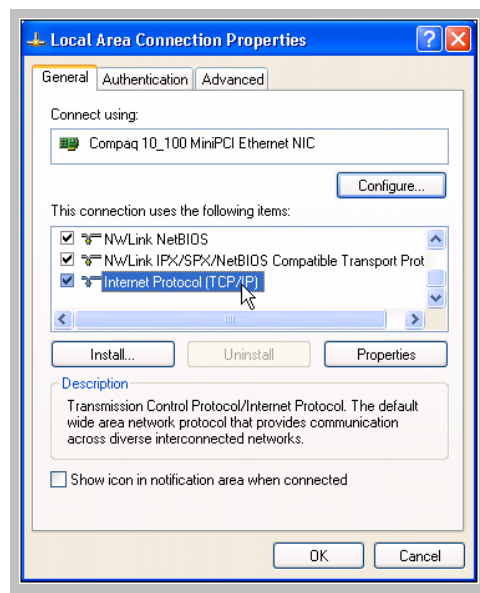 Local Area Connection Properties
General Authentication Advanced
Connect using:
Compaq 10_100 MiniPCI Ethernet NIC
Configure...
This connection uses the following items:
NWLink NetBIOS
NWLink IPX/SPX/NetBIOS Compatible Transport Prot
Internet Protocol (TCP/IP)
Install... Uninstall Properties
Description
Transmission Control Protocol/Internet Protocol. The default
wide area network protocol that provides communication
across diverse interconnected networks.
Show icon in notification area when connected
OK Cancel